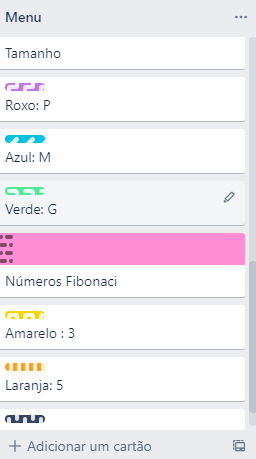 Menu
Tamanho
Roxo: P
Azul: M
Verde: G
Números Fibonaci
Amarelo : 3
Laranja: 5
Adicionar um cartão